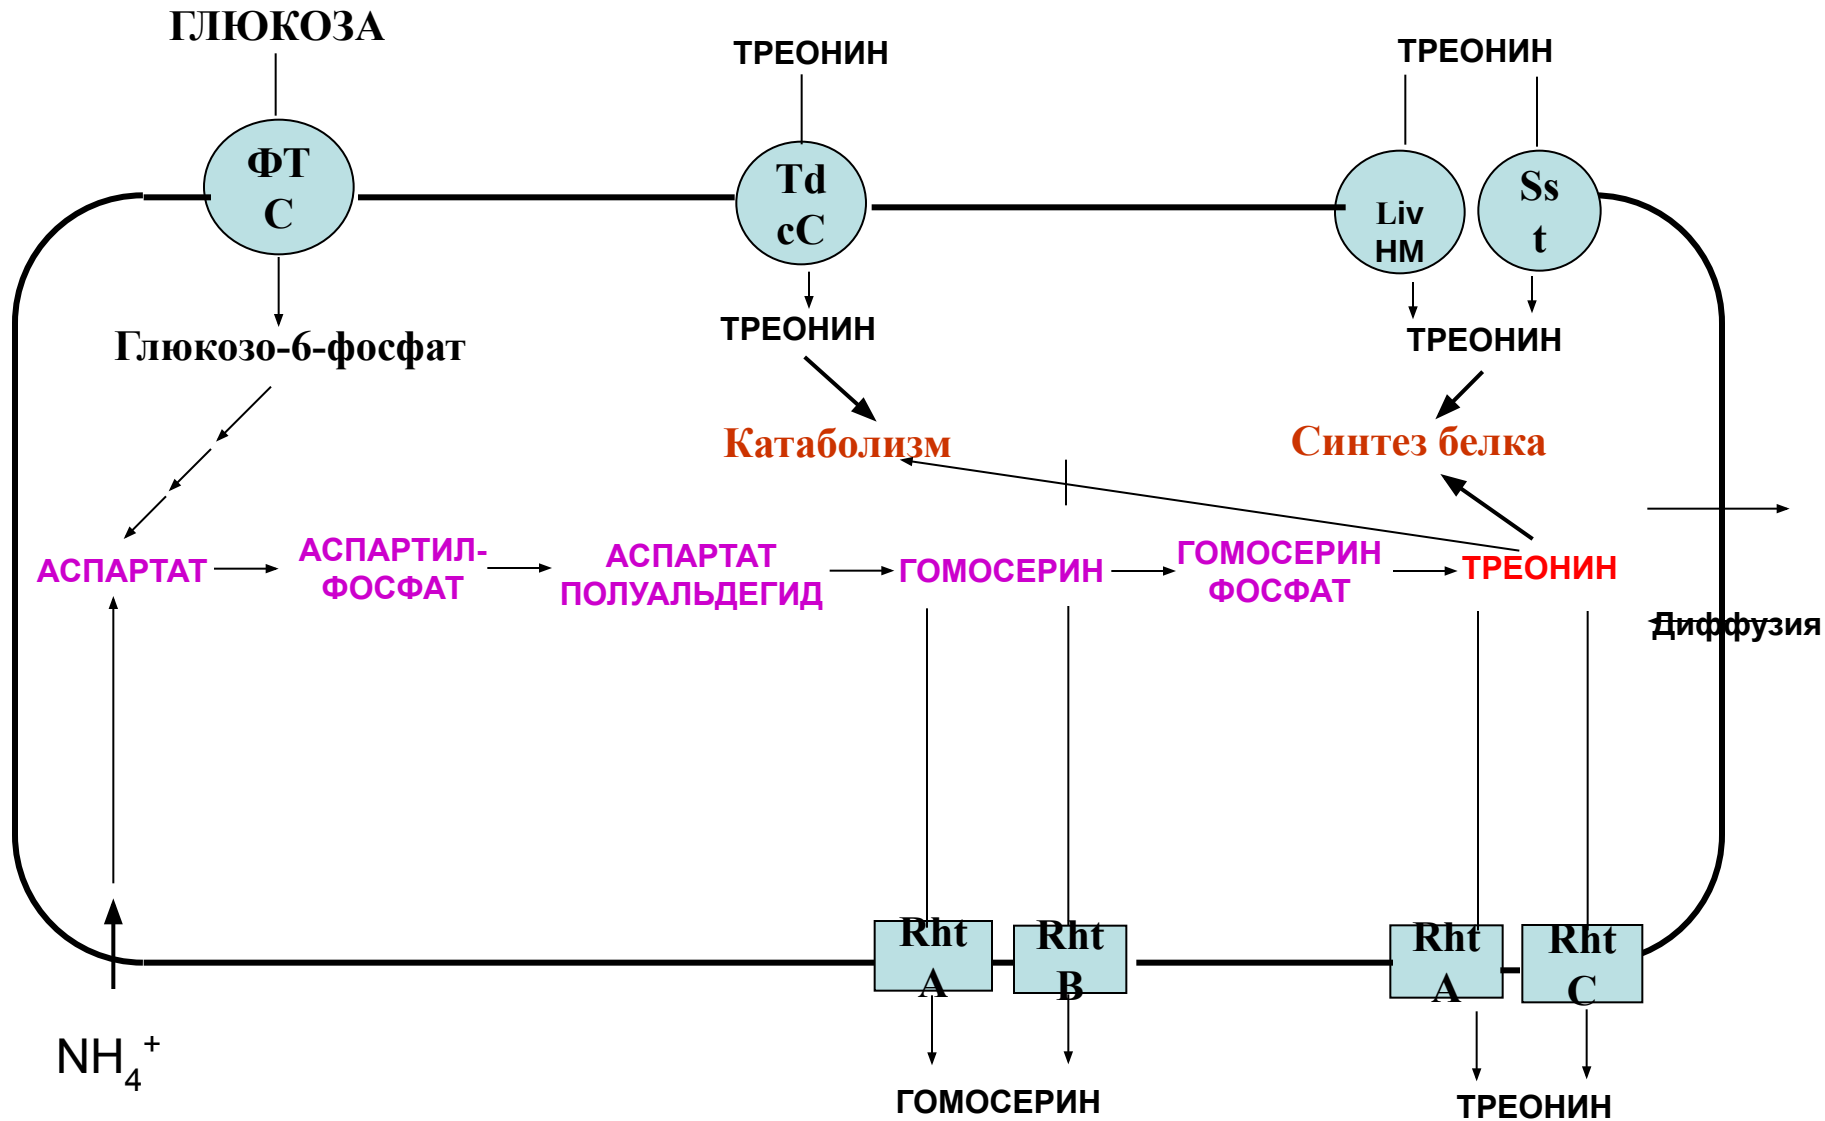 ГЛЮКОЗА
ТРЕОНИН
ТРЕОНИН
ФТ
С
Td
cC
Liv
HM
Ss
t
Глюкозо-6-фосфат
ТРЕОНИН
ТРЕОНИН
Катаболизм
Синтез белка
АСПАРТАТ
АСПАРТИЛ-
ФОСФАТ
АСПАРТАТ
ПОЛУАЛЬДЕГИД
ГОМОСЕРИН
ГОМОСЕРИН
ФОСФАТ
ТРЕОНИН
Диффузия
Rht
A
Rht
B
Rht
A
Rht
C
NH4+
ГОМОСЕРИН
ТРЕОНИН